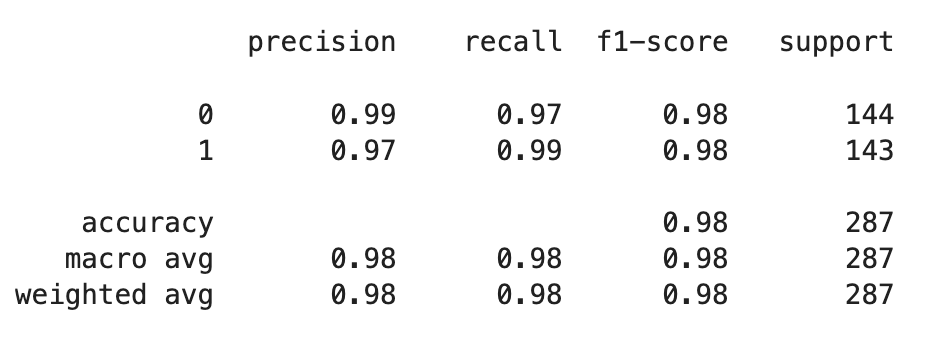 precision recall f1-score support
0 0.99 0.97 0.98 144
1 0.97 0.99 0.98 143
accuracy 0.98 287
macro avg 0.98 0.98 0.98 287
weighted avg 0.98 0.98 0.98 287